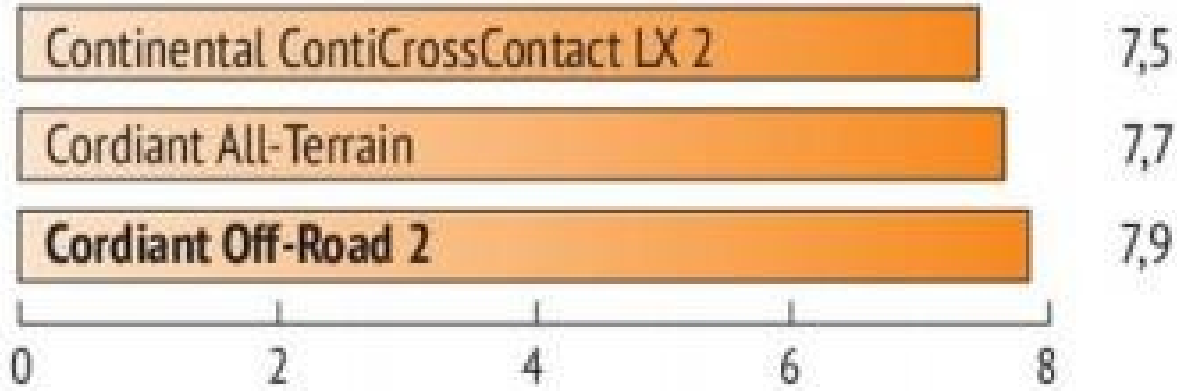 Continental ContiCrossContact LX 2 7,5
Cordiant All-Terrain 7,7
Cordiant Off-Road 2 7,9
0 2 4 6 8